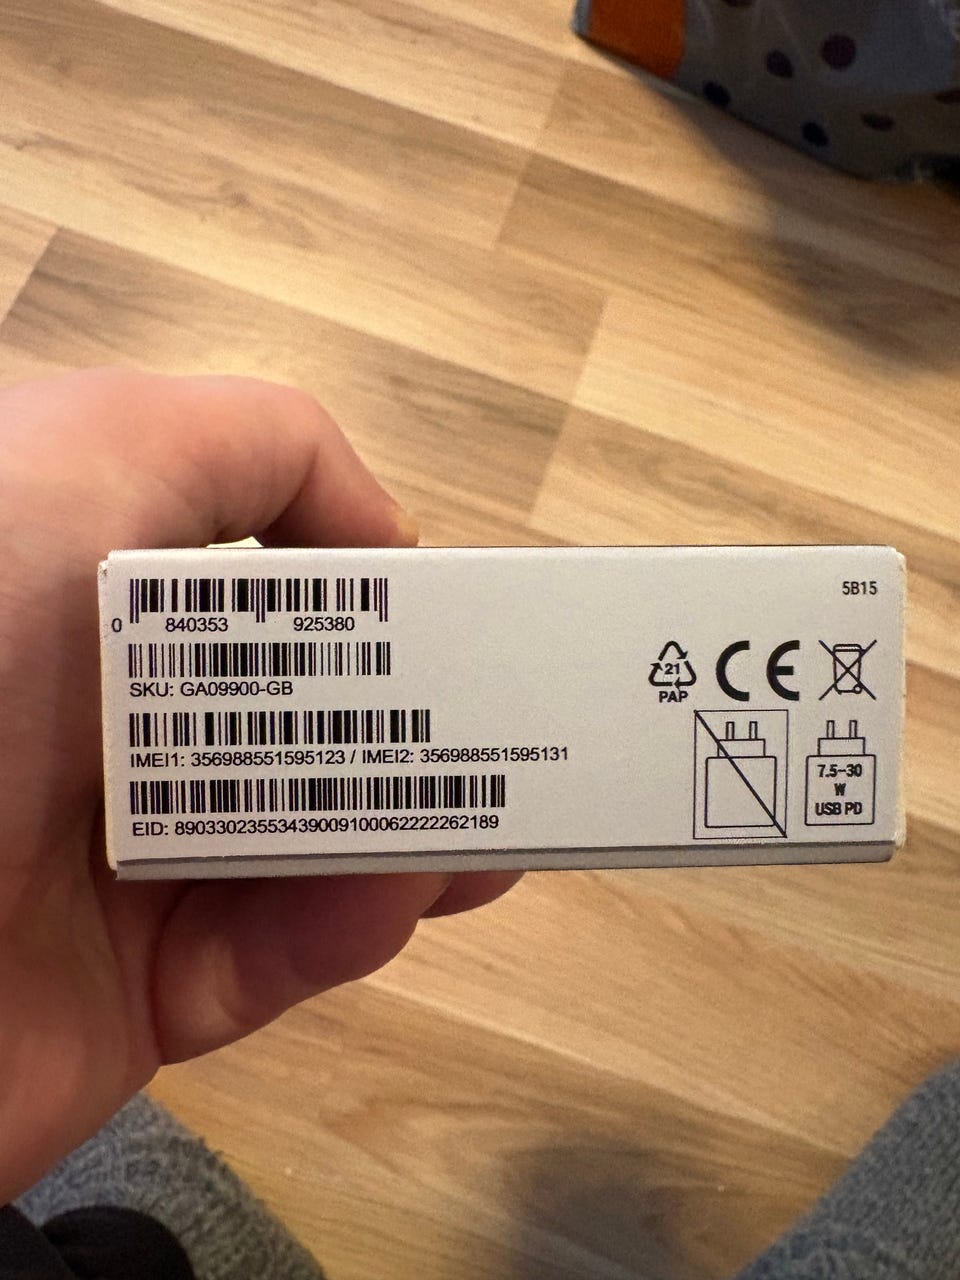 5B15
0 840353 925380
SKU: GA09900-GB
IMEI1: 356988551595123 / IMEI2: 356988551595131
EID: 89033023553439009100062222262189
21
PAP
CE
7.5-30
W
USB PD